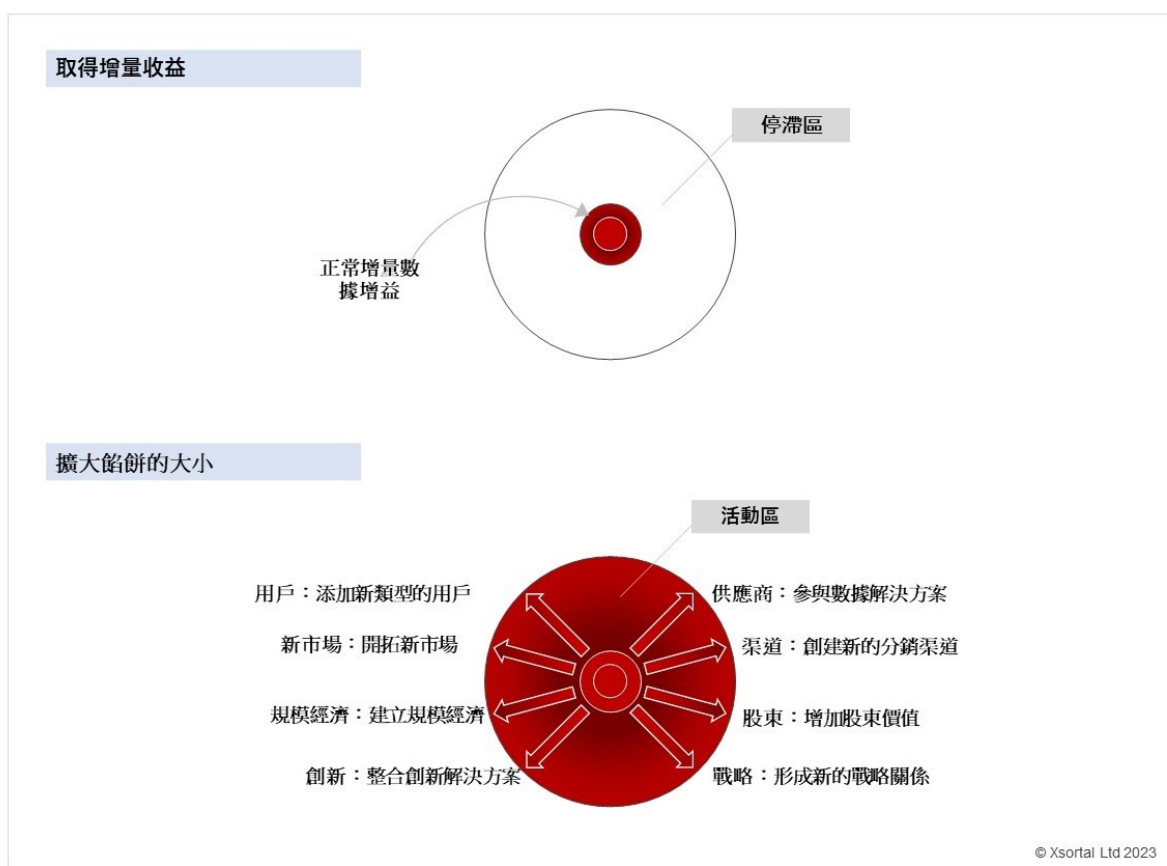 取得增量收益
停滯區
正常增量數
據增益
擴大餡餅的大小
活動區
用戶：添加新類型的用戶
供應商：參與數據解決方案
新市場：開拓新市場
渠道：創建新的分銷渠道
規模經濟：建立規模經濟
股東：增加股東價值
創新：整合創新解決方案
戰略：形成新的戰略關係
© Xsortal Ltd 2023